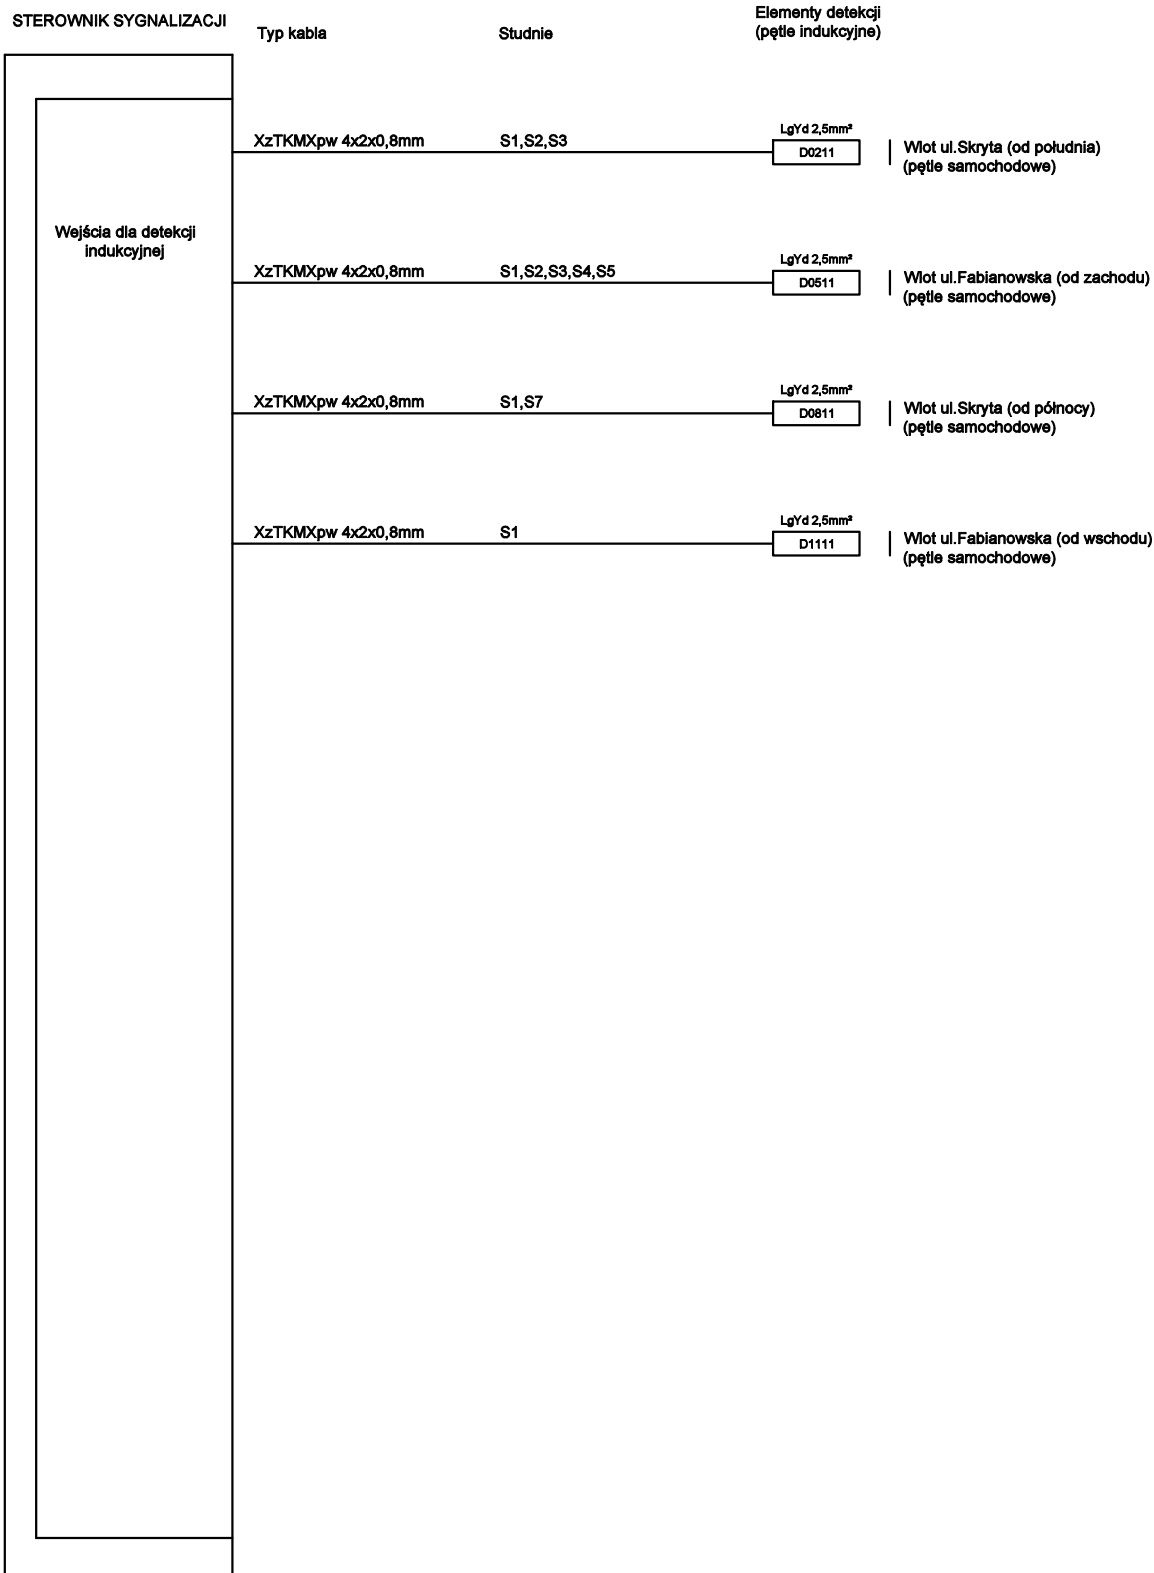 STEROWNIK SYGNALIZACJI
Typ kabla
Studnie
Elementy detekcji
(pętle indukcyjne)
Wejścia dla detekcji
indukcyjnej
XzTKMXpw 4x2x0,8mm
S1,S2,S3
LgYd 2,5mm²
D0211
Wlot ul.Skryta (od południa)
(pętle samochodowe)
XzTKMXpw 4x2x0,8mm
S1,S2,S3,S4,S5
LgYd 2,5mm²
D0511
Wlot ul.Fabianowska (od zachodu)
(pętle samochodowe)
XzTKMXpw 4x2x0,8mm
S1,S7
LgYd 2,5mm²
D0811
Wlot ul.Skryta (od północy)
(pętle samochodowe)
XzTKMXpw 4x2x0,8mm
S1
LgYd 2,5mm²
D1111
Wlot ul.Fabianowska (od wschodu)
(pętle samochodowe)